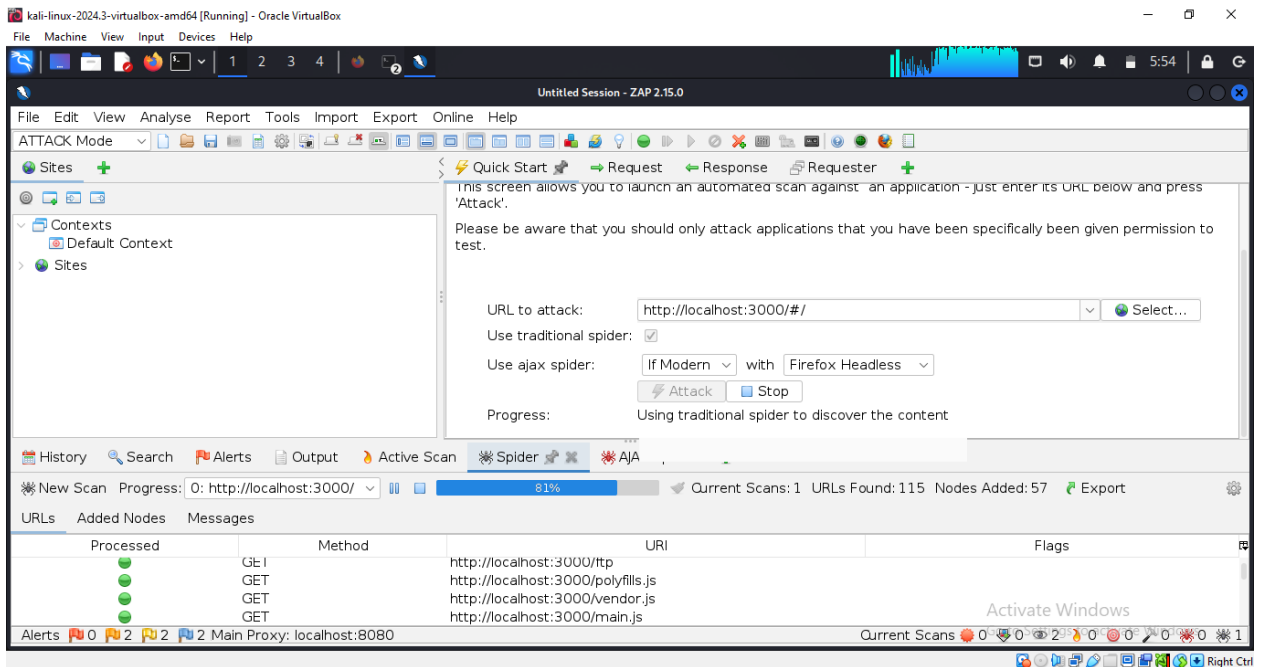 kali-linux-2024.3-virtualbox-amd64 [Running] - Oracle VirtualBox
File Machine View Input Devices Help
1 2 3 4 2 5:54
Untitled Session - ZAP 2.15.0
File Edit View Analyse Report Tools Import Export Online Help
ATTACK Mode
Sites
Quick Start Request Response Requester
This screen allows you to launch an automated scan against an application - just enter its URL below and press
'Attack'.
Please be aware that you should only attack applications that you have been specifically been given permission to
test.
Contexts
Default Context
Sites
URL to attack: http://localhost:3000/#/ Select...
Use traditional spider:
Use ajax spider: If Modern with Firefox Headless
Attack Stop
Progress: Using traditional spider to discover the content
History Search Alerts Output Active Scan Spider
New Scan Progress: 0: http://localhost:3000/ 81% Current Scans: 1 URLs Found: 115 Nodes Added: 57 Export
URLs Added Nodes Messages
Processed Method URI Flags
GET http://localhost:3000/ftp
GET http://localhost:3000/polyfills.js
GET http://localhost:3000/vendor.js
GET http://localhost:3000/main.js
Activate Windows
Alerts 0 2 2 2 Main Proxy: localhost:8080 Current Scans 0 0 2 0 0 0 0 1
Right Ctrl